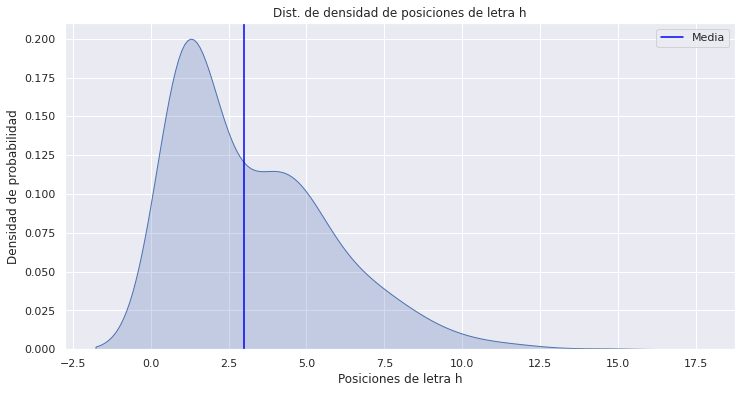 Dist. de densidad de posiciones de letra h
Media
Densidad de probabilidad
0.200
0.175
0.150
0.125
0.100
0.075
0.050
0.025
0.000
−2.5 0.0 2.5 5.0 7.5 10.0 12.5 15.0 17.5
Posiciones de letra h